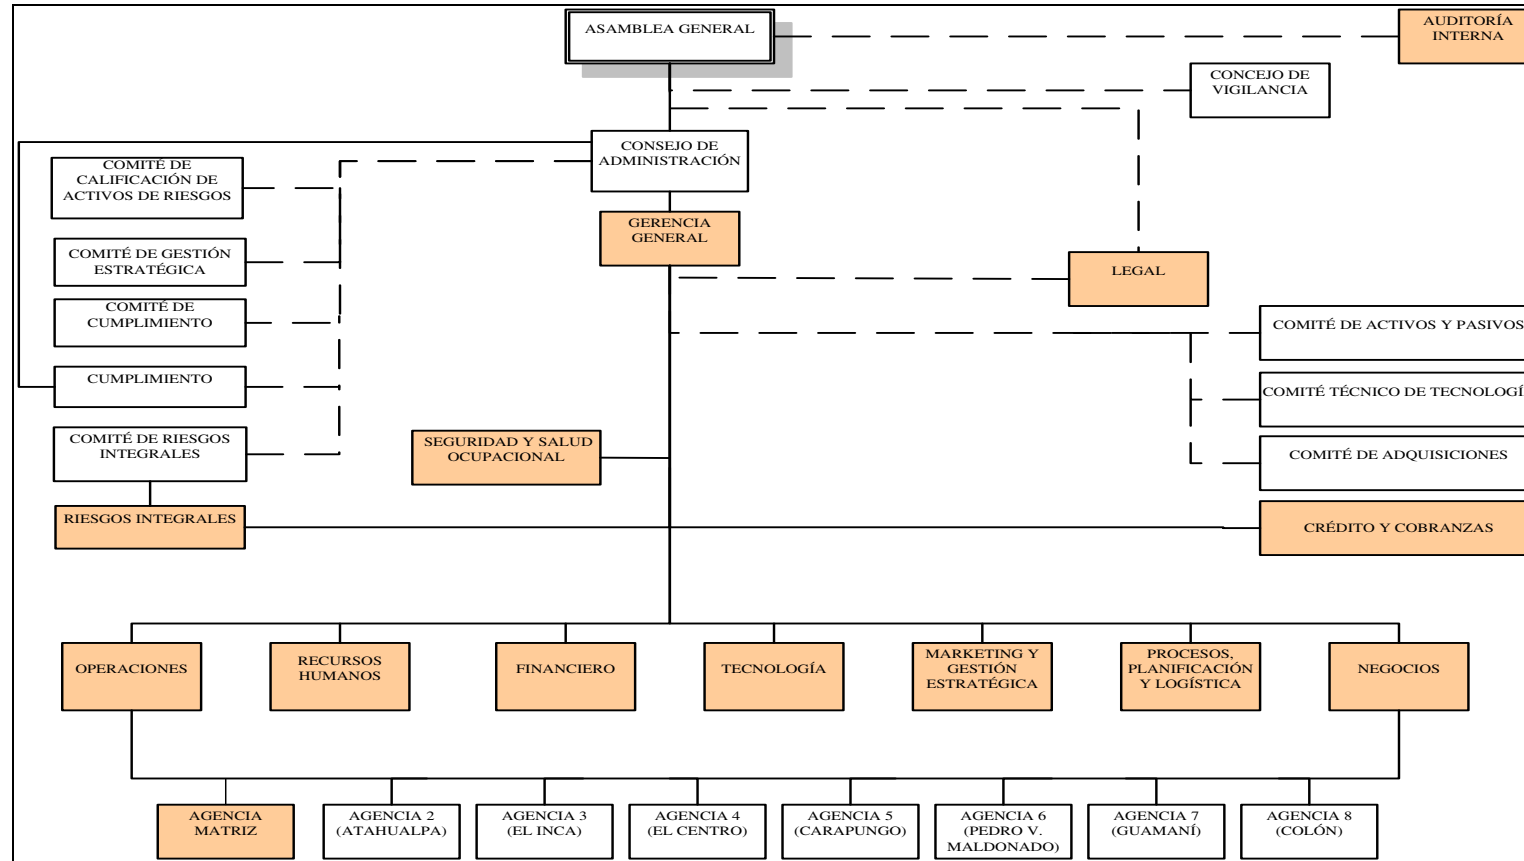 ASAMBLEA GENERAL
AUDITORÍA
INTERNA
CONCEJO DE
VIGILANCIA
CONSEJO DE
ADMINISTRACIÓN
COMITÉ DE
CALIFICACIÓN DE
ACTIVOS DE RIESGOS
GERENCIA
GENERAL
COMITÉ DE GESTIÓN
ESTRATÉGICA
LEGAL
COMITÉ DE
CUMPLIMIENTO
COMITÉ DE ACTIVOS Y PASIVOS
CUMPLIMIENTO
COMITÉ TÉCNICO DE TECNOLOGÍ
COMITÉ DE RIESGOS
INTEGRALES
SEGURIDAD Y SALUD
OCUPACIONAL
COMITÉ DE ADQUISICIONES
RIESGOS INTEGRALES
CRÉDITO Y COBRANZAS
OPERACIONES
RECURSOS
HUMANOS
FINANCIERO
TECNOLOGÍA
MARKETING Y
GESTIÓN
ESTRATÉGICA
PROCESOS,
PLANIFICACIÓN
Y LOGÍSTICA
NEGOCIOS
AGENCIA
MATRIZ
AGENCIA 2
(ATAHUALPA)
AGENCIA 3
(EL INCA)
AGENCIA 4
(EL CENTRO)
AGENCIA 5
(CARAPUNGO)
AGENCIA 6
(PEDRO V.
MALDONADO)
AGENCIA 7
(GUAMANÍ)
AGENCIA 8
(COLÓN)